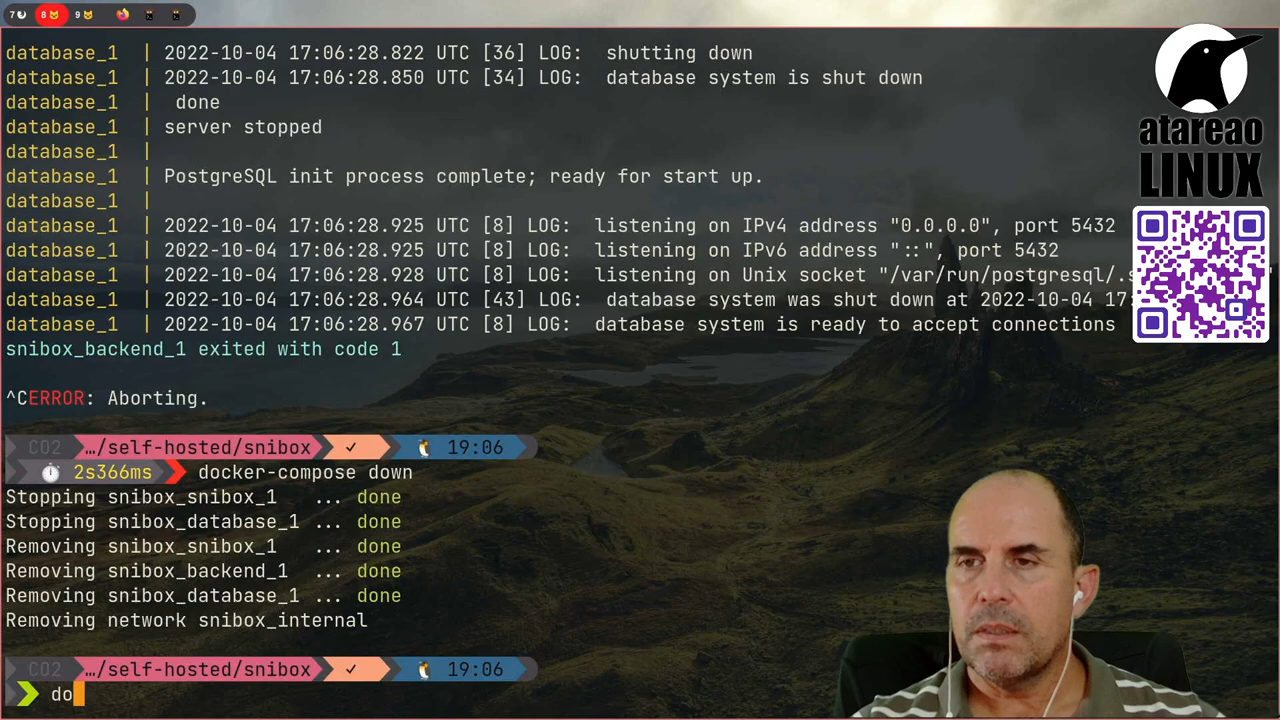 7
8
9
database_1 | 2022-10-04 17:06:28.822 UTC [36] LOG: shutting down
database_1 | 2022-10-04 17:06:28.850 UTC [34] LOG: database system is shut down
database_1 | done
database_1 | server stopped
database_1 |
database_1 | PostgreSQL init process complete; ready for start up.
database_1 |
database_1 | 2022-10-04 17:06:28.925 UTC [8] LOG: listening on IPv4 address "0.0.0.0", port 5432
database_1 | 2022-10-04 17:06:28.925 UTC [8] LOG: listening on IPv6 address "::", port 5432
database_1 | 2022-10-04 17:06:28.928 UTC [8] LOG: listening on Unix socket "/var/run/postgresql/.s
database_1 | 2022-10-04 17:06:28.964 UTC [43] LOG: database system was shut down at 2022-10-04 17:
database_1 | 2022-10-04 17:06:28.967 UTC [8] LOG: database system is ready to accept connections
snibox_backend_1 exited with code 1
^CERROR: Aborting.
CO2 …/self-hosted/snibox ✓ 19:06
2s366ms docker-compose down
Stopping snibox_snibox_1 ... done
Stopping snibox_database_1 ... done
Removing snibox_snibox_1 ... done
Removing snibox_backend_1 ... done
Removing snibox_database_1 ... done
Removing network snibox_internal
CO2 …/self-hosted/snibox ✓ 19:06
do
atareao
LINUX